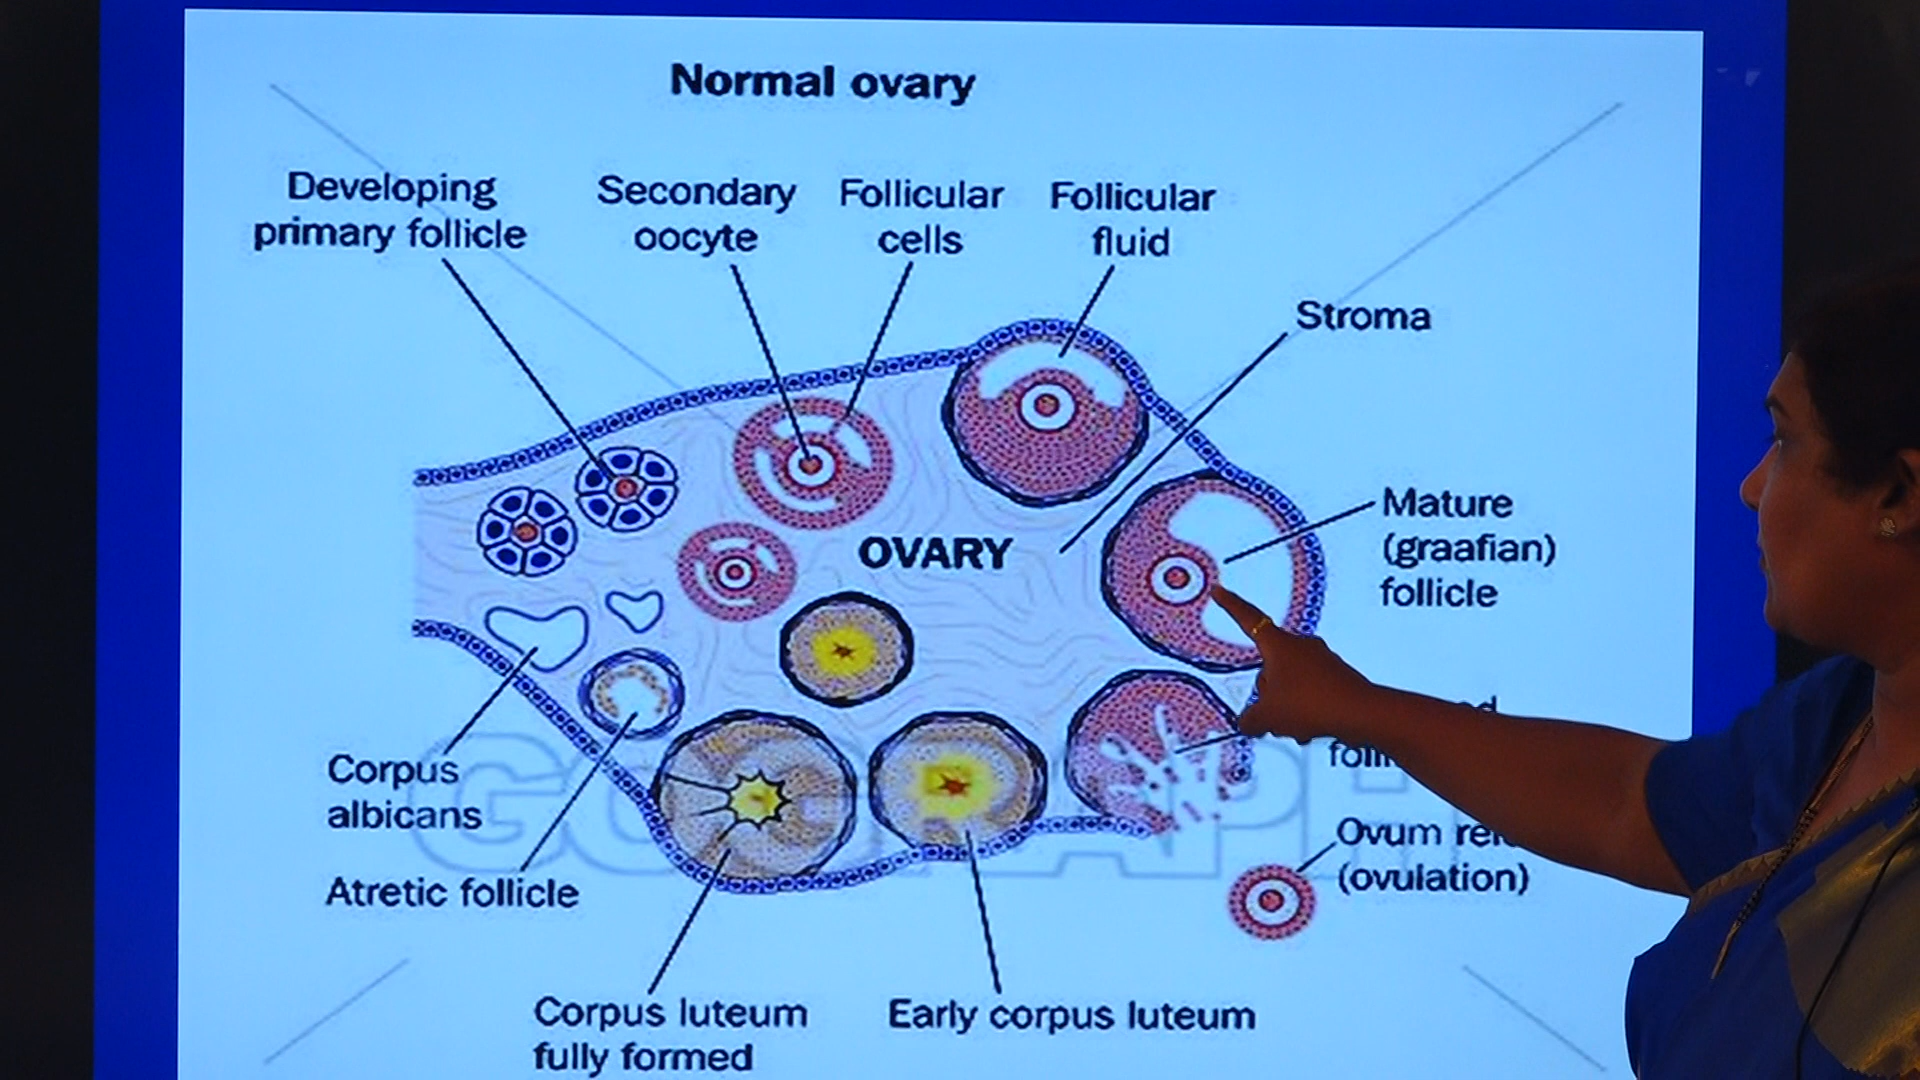 Normal ovary
Developing
primary follicle
Secondary
oocyte
Follicular
cells
Follicular
fluid
Stroma
OVARY
Mature
(graafian)
follicle
Ovum
(ovulation)
Corpus
albicans
Atretic follicle
Corpus luteum
fully formed
Early corpus luteum